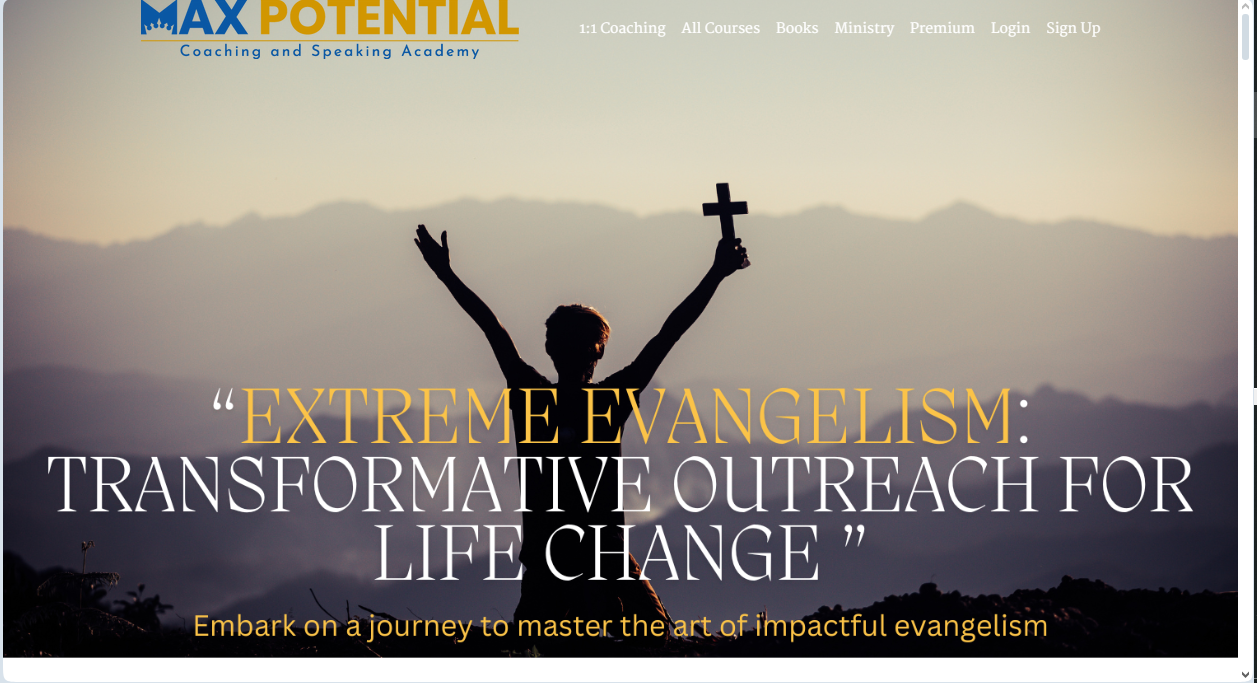 MAX POTENTIAL
Coaching and Speaking Academy
1:1 Coaching All Courses Books Ministry Premium Login Sign Up
“EXTREME EVANGELISM:
TRANSFORMATIVE OUTREACH FOR
LIFE CHANGE ”
Embark on a journey to master the art of impactful evangelism